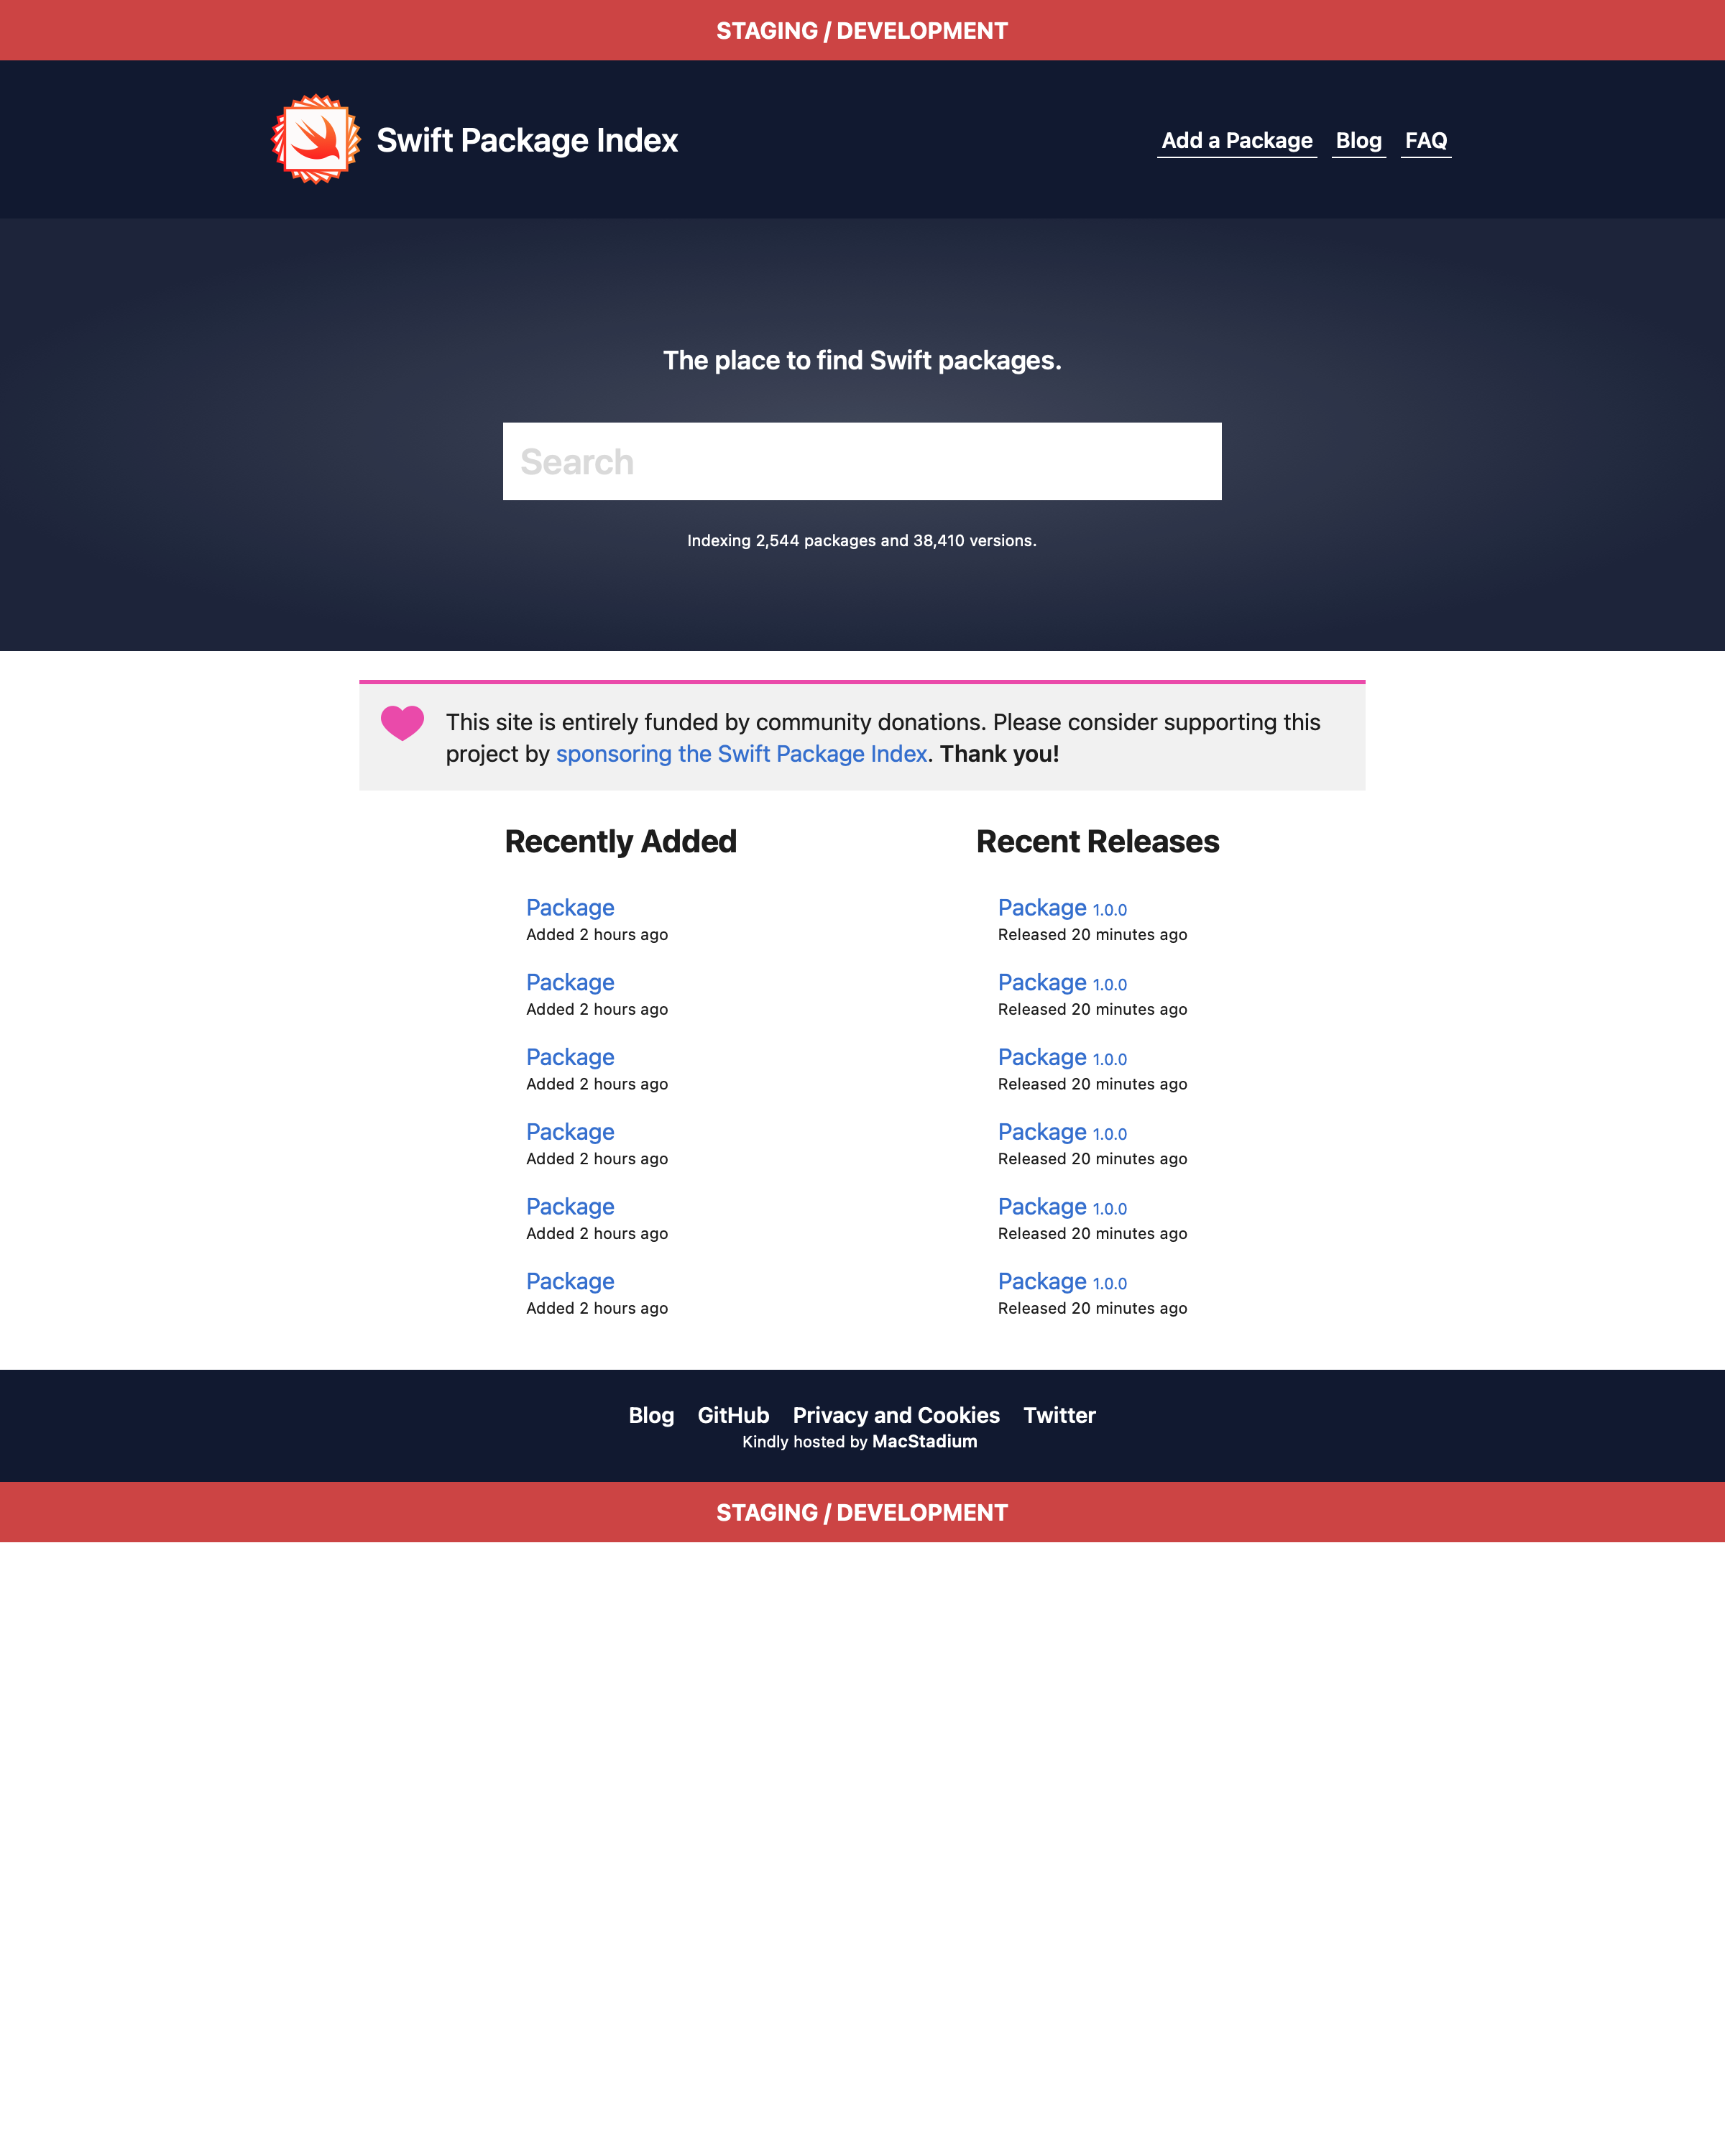 STAGING / DEVELOPMENT
Swift Package Index
Add a Package Blog FAQ
The place to find Swift packages.
Search
Indexing 2,544 packages and 38,410 versions.
This site is entirely funded by community donations. Please consider supporting this
project by sponsoring the Swift Package Index. Thank you!
Recently Added
Package
Added 2 hours ago
Package
Added 2 hours ago
Package
Added 2 hours ago
Package
Added 2 hours ago
Package
Added 2 hours ago
Package
Added 2 hours ago
Recent Releases
Package 1.0.0
Released 20 minutes ago
Package 1.0.0
Released 20 minutes ago
Package 1.0.0
Released 20 minutes ago
Package 1.0.0
Released 20 minutes ago
Package 1.0.0
Released 20 minutes ago
Package 1.0.0
Released 20 minutes ago
Blog GitHub Privacy and Cookies Twitter
Kindly hosted by MacStadium
STAGING / DEVELOPMENT